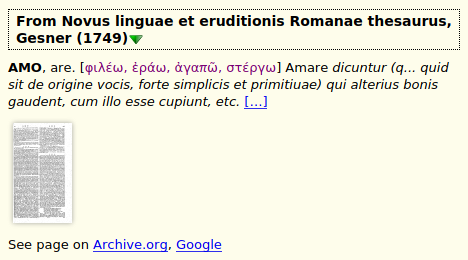 From Novus linguae et eruditionis Romanae thesaurus,
Gesner (1749)
AMO, are. [φιλέω, ἐράω, ἀγαπῶ, στέργω] Amare dicuntur (q... quid
sit de origine vocis, forte simplicis et primitiuae) qui alterius bonis
gaudent, cum illo esse cupiunt, etc. [...]
See page on Archive.org, Google